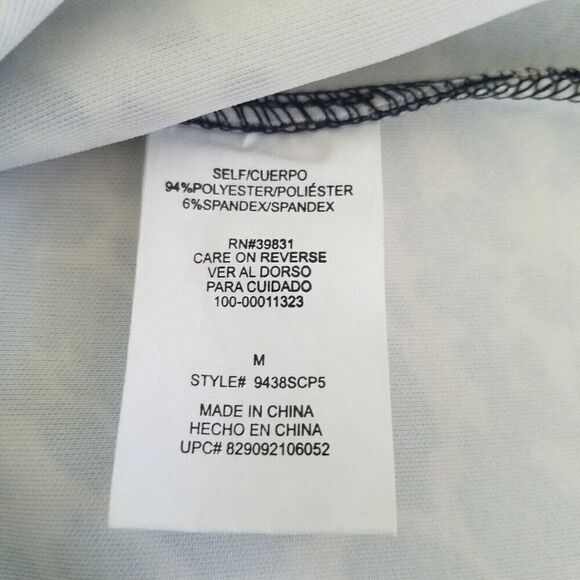 SELF/CUERPO
94%POLYESTER/POLIÉSTER
6%SPANDEX/SPANDEX
RN#39831
CARE ON REVERSE
VER AL DORSO
PARA CUIDADO
100-00011323
M
STYLE# 9438SCP5
MADE IN CHINA
HECHO EN CHINA
UPC# 829092106052